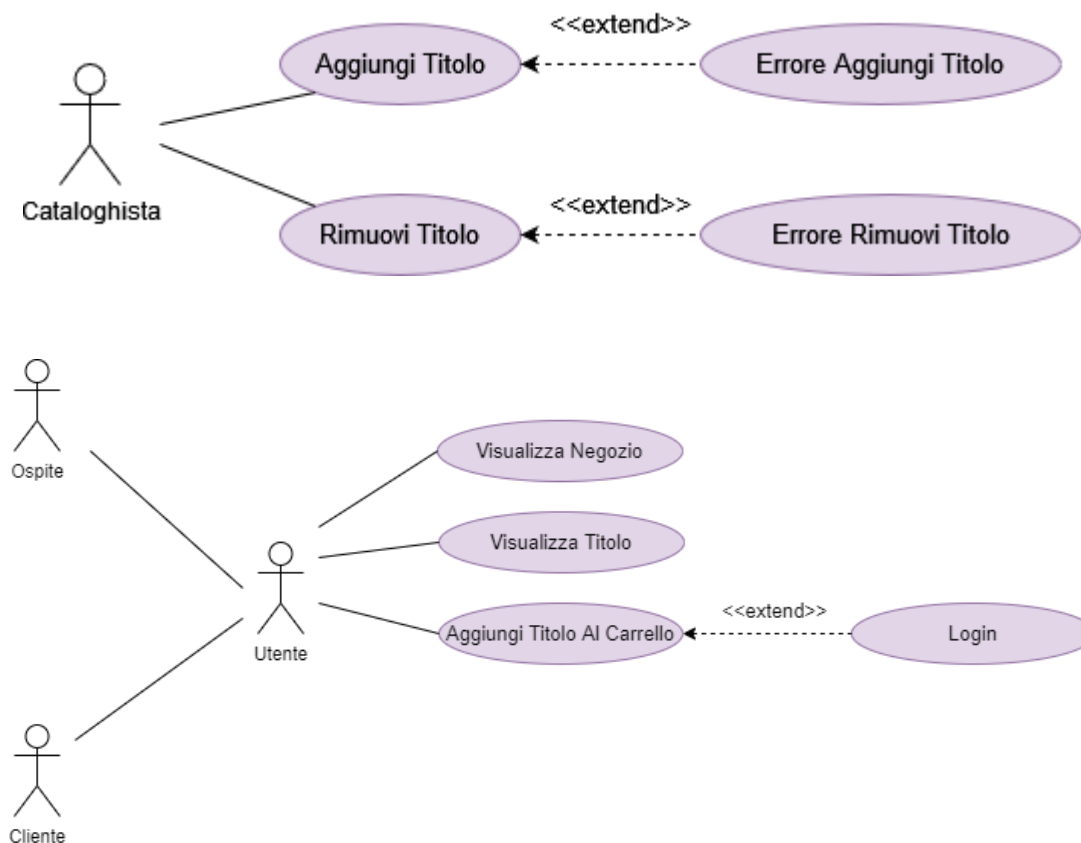 <<extend>>
Aggiungi Titolo
Errore Aggiungi Titolo
Cataloghista
<<extend>>
Rimuovi Titolo
Errore Rimuovi Titolo
Ospite
Visualizza Negozio
Visualizza Titolo
<<extend>>
Utente
Aggiungi Titolo Al Carrello
Login
Cliente